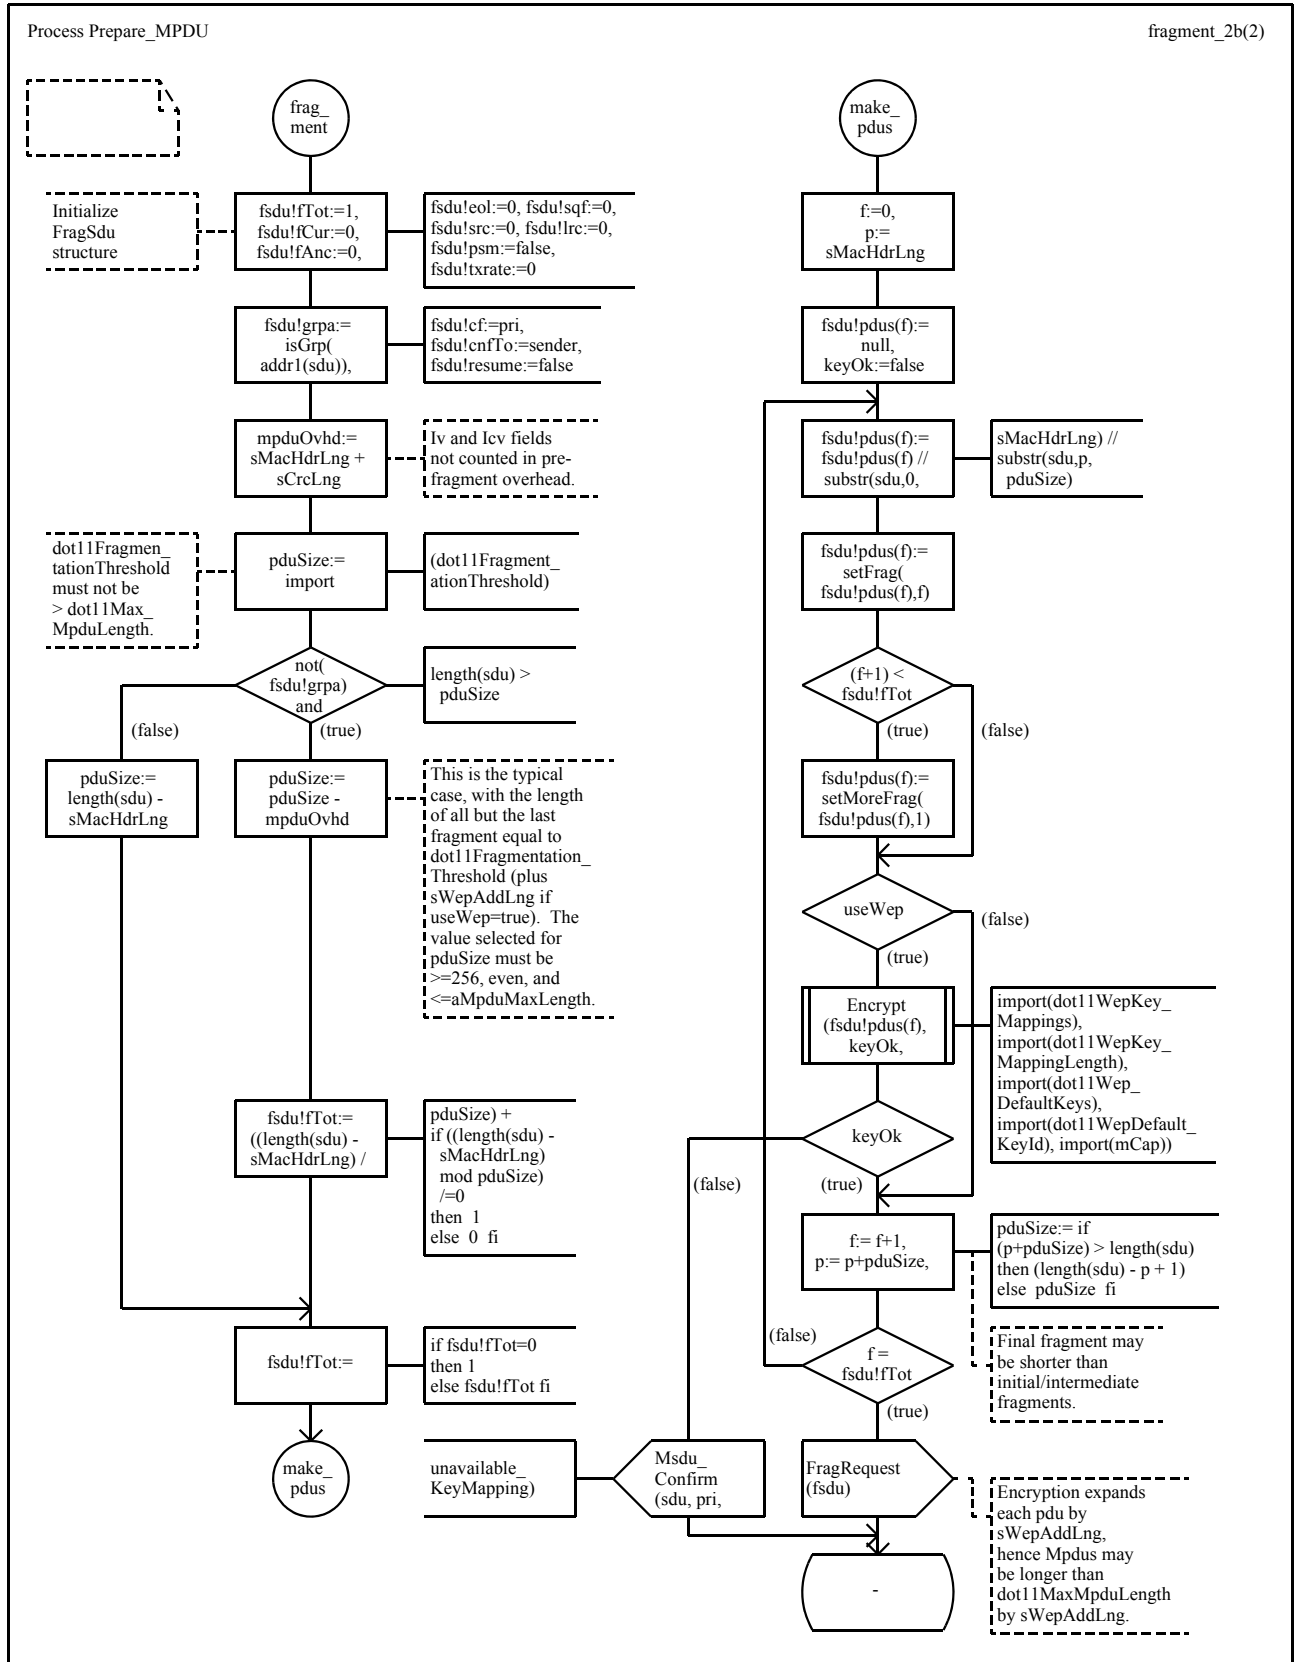 Process Prepare_MPDU
fragment_2b(2)
frag_
ment
Initialize
FragSdu
structure
fsdu!fTot:=1,
fsdu!fCur:=0,
fsdu!fAnc:=0,
fsdu!eol:=0, fsdu!sqf:=0,
fsdu!src:=0, fsdu!lrc:=0,
fsdu!psm:=false,
fsdu!txrate:=0
fsdu!grpa:=
isGrp(
addr1(sdu)),
fsdu!cf:=pri,
fsdu!cnfTo:=sender,
fsdu!resume:=false
mpduOvhd:=
sMacHdrLng +
sCrcLng
Iv and Icv fields
not counted in pre-
fragment overhead.
dot11Fragmen_
tationThreshold
must not be
> dot11Max_
MpduLength.
pduSize:=
import
(dot11Fragment_
ationThreshold)
not(
fsdu!grpa)
and
length(sdu) >
pduSize
(false)
(true)
pduSize:=
length(sdu) -
sMacHdrLng
pduSize:=
pduSize -
mpduOvhd
This is the typical
case, with the length
of all but the last
fragment equal to
dot11Fragmentation_
Threshold (plus
sWepAddLng if
useWep=true).  The
value selected for
pduSize must be
>=256, even, and
<=aMpduMaxLength.
fsdu!fTot:=
((length(sdu) -
sMacHdrLng) /
pduSize) +
if ((length(sdu) -
sMacHdrLng)
mod pduSize)
/=0
then  1
else  0  fi
fsdu!fTot:=
if fsdu!fTot=0
then 1
else fsdu!fTot fi
make_
pdus
make_
pdus
f:=0,
p:=
sMacHdrLng
fsdu!pdus(f):=
null,
keyOk:=false
fsdu!pdus(f):=
fsdu!pdus(f) //
substr(sdu,0,
sMacHdrLng) //
substr(sdu,p,
pduSize)
fsdu!pdus(f):=
setFrag(
fsdu!pdus(f),f)
(f+1) <
fsdu!fTot
(true)
(false)
fsdu!pdus(f):=
setMoreFrag(
fsdu!pdus(f),1)
useWep
(false)
(true)
Encrypt
(fsdu!pdus(f),
keyOk,
import(dot11WepKey_
Mappings),
import(dot11WepKey_
MappingLength),
import(dot11Wep_
DefaultKeys),
import(dot11WepDefault_
KeyId), import(mCap))
keyOk
(false)
(true)
f:= f+1,
p:= p+pduSize,
pduSize:= if
(p+pduSize) > length(sdu)
then (length(sdu) - p + 1)
else  pduSize  fi
Final fragment may
be shorter than
initial/intermediate
fragments.
(false)
f =
fsdu!fTot
(true)
unavailable_
KeyMapping)
Msdu_
Confirm
(sdu, pri,
FragRequest
(fsdu)
Encryption expands
each pdu by
sWepAddLng,
hence Mpdus may
be longer than
dot11MaxMpduLength
by sWepAddLng.
-